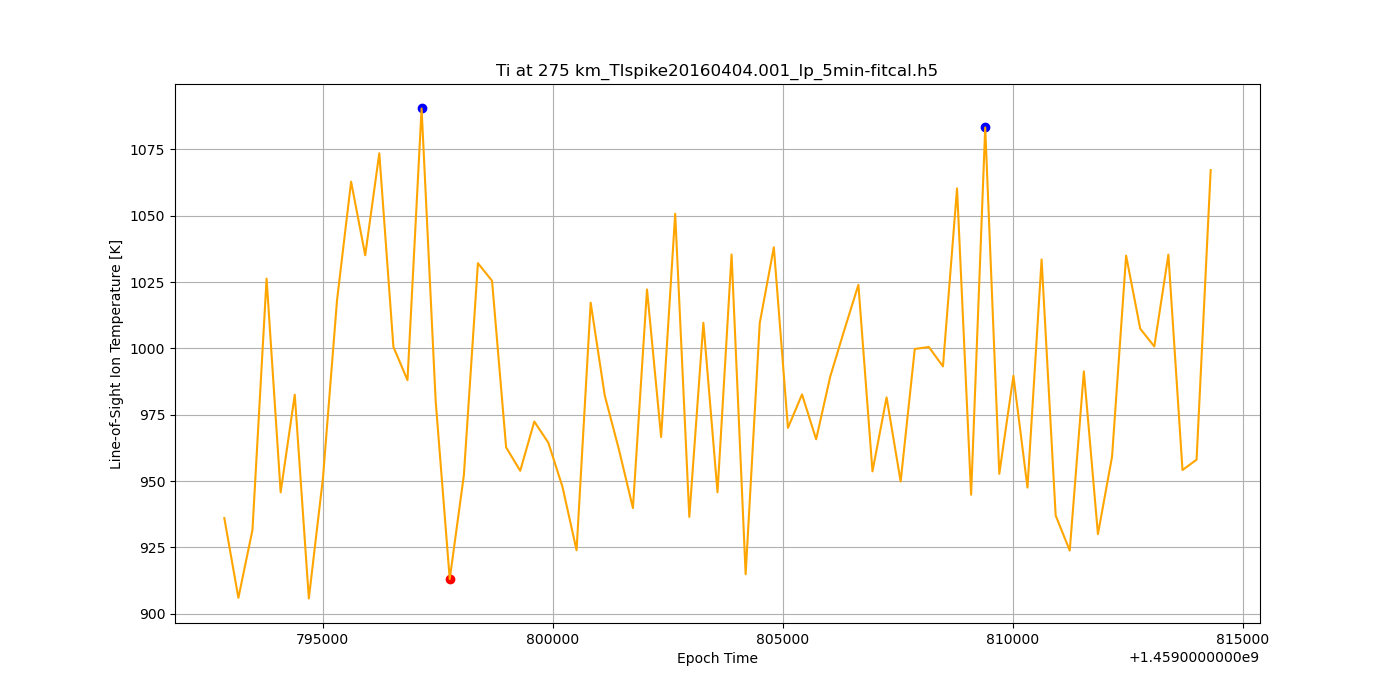 Ti at 275 km_TIspike20160404.001_lp_5min-fitcal.h5
Line-of-Sight Ion Temperature [K]
1075
1050
1025
1000
975
950
925
900
795000 800000 805000 810000 815000
Epoch Time
+1.4590000000e9